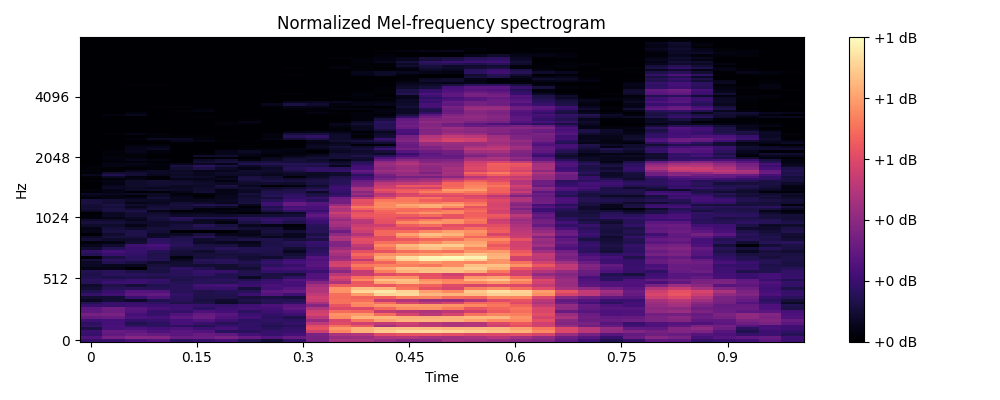 Normalized Mel-frequency spectrogram
Hz
4096
2048
1024
512
0
0 0.15 0.3 0.45 0.6 0.75 0.9
Time
+1 dB
+1 dB
+1 dB
+0 dB
+0 dB
+0 dB